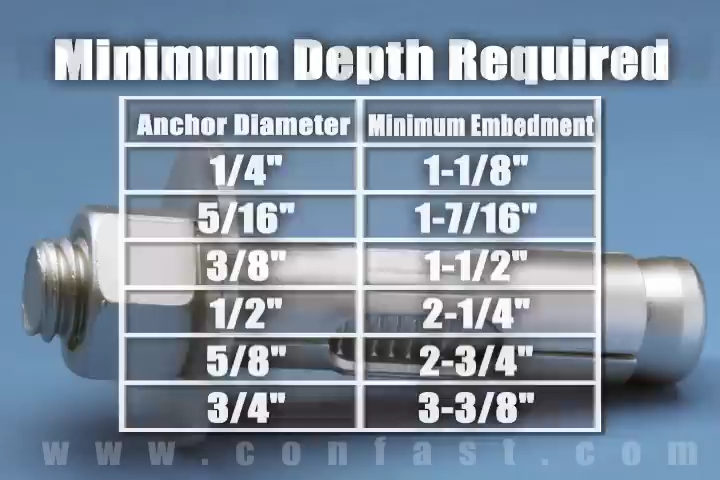 Minimum Depth Required
Anchor Diameter Minimum Embedment
1/4" 1-1/8"
5/16" 1-7/16"
3/8" 1-1/2"
1/2" 2-1/4"
5/8" 2-3/4"
3/4" 3-3/8"
www.confast.com